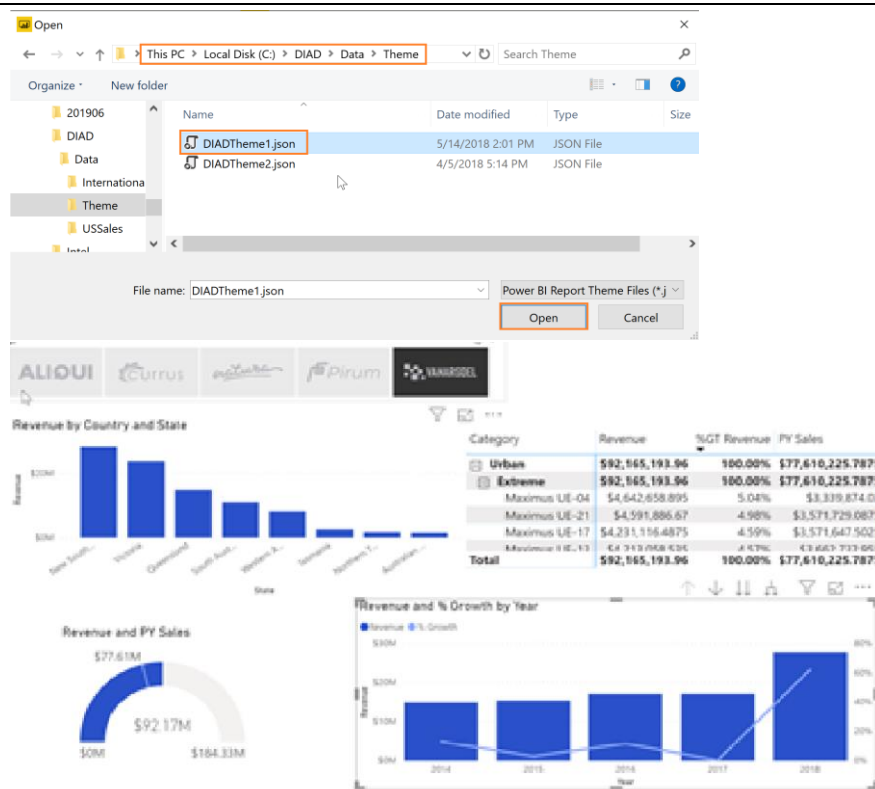 Open
This PC > Local Disk (C:) > DIAD > Data > Theme
Search Theme
Organize
New folder
201906
DIAD
Data
Internationa
Theme
USSales
Intel
Name Date modified Type Size
DIADTheme1.json 5/14/2018 2:01 PM JSON File
DIADTheme2.json 4/5/2018 5:14 PM JSON File
File name: DIADTheme1.json
Power BI Report Theme Files (*.j
Open Cancel
ALIQUI Currus natura Pirum VANARSDEL
Revenue by Country and State
Revenue
$20M
$0M
New South... Victoria Queensland South Aust... Western A... Tasmania Northern T... Australian...
State
Category Revenue %GT Revenue PY Sales
Urban $92,165,193.96 100.00% $77,610,225.787
Extreme $92,165,193.96 100.00% $77,610,225.787
Maximus UE-04 $4,642,658.895 5.04% $3,339,874.0
Maximus UE-21 $4,591,886.67 4.98% $3,571,729.087
Maximus UE-17 $4,231,116.4875 4.59% $3,571,647.502
Total $92,165,193.96 100.00% $77,610,225.787
Revenue and PY Sales
$77.61M
$92.17M
$0M $184.33M
Revenue and % Growth by Year
Revenue % Growth
$30M
$20M
$10M
$0M
Revenue
80%
60%
40%
20%
0%
2014 2015 2016 2017 2018
Year